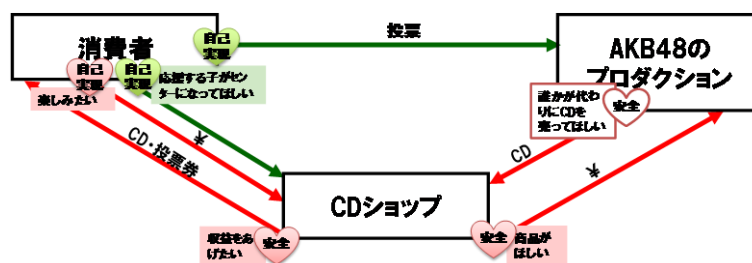 消費者
自己
実現
投票
AKB48の
プロダクション
自己
実現
自己
実現
応援する子がセン
ターになってほしい
楽しみたい
誰かが代わ
りにCDを
売ってほしい
安全
¥
CD・投票券
CD
¥
CDショップ
収益をあ
げたい
安全
安全
商品が
ほしい